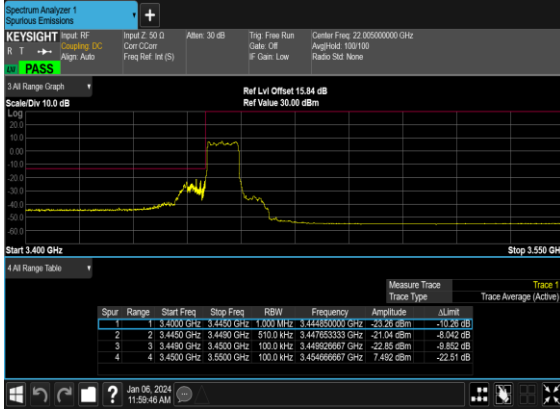 Spectrum Analyzer 1
Spurious Emissions
+
KEYSIGHT Input: RF Input Z: 50 Ω Atten: 30 dB Trig: Free Run Center Freq: 22.005000000 GHz
R T Coupling: DC Corr CCorr Gate: Off Avg|Hold: 100/100
Align: Auto Freq Ref: Int (S) IF Gain: Low Radio Std: None
PASS
3 All Range Graph
Ref Lvl Offset 15.84 dB
Scale/Div 10.0 dB Ref Value 30.00 dBm
Log
20.0
10.0
0.00
-10.0
-20.0
-30.0
-40.0
-50.0
-60.0
Start 3.400 GHz Stop 3.550 GH
4 All Range Table
Measure Trace Trace 1
Trace Type Trace Average (Active)
Spur Range Start Freq Stop Freq RBW Frequency Amplitude ΔLimit
1 1 3.4000 GHz 3.4450 GHz 1.000 MHz 3.444850000 GHz -23.26 dBm -10.26 dB
2 2 3.4450 GHz 3.4490 GHz 510.0 kHz 3.447653333 GHz -21.04 dBm -8.042 dB
3 3 3.4490 GHz 3.4500 GHz 100.0 kHz 3.449926667 GHz -22.85 dBm -9.852 dB
4 4 3.4500 GHz 3.5500 GHz 100.0 kHz 3.454666667 GHz 7.492 dBm -22.51 dB
?
Jan 06, 2024
11:59:46 AM